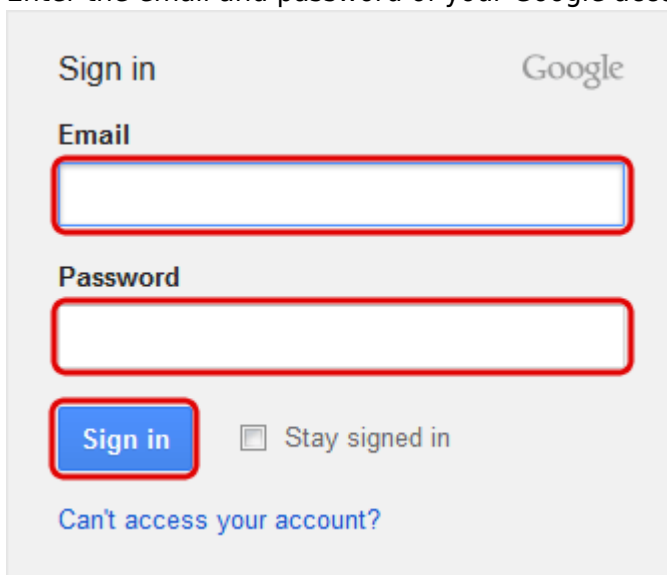 Enter the email and password of your Google
Sign in Google
Email
Password
Sign in Stay signed in
Can't access your account?